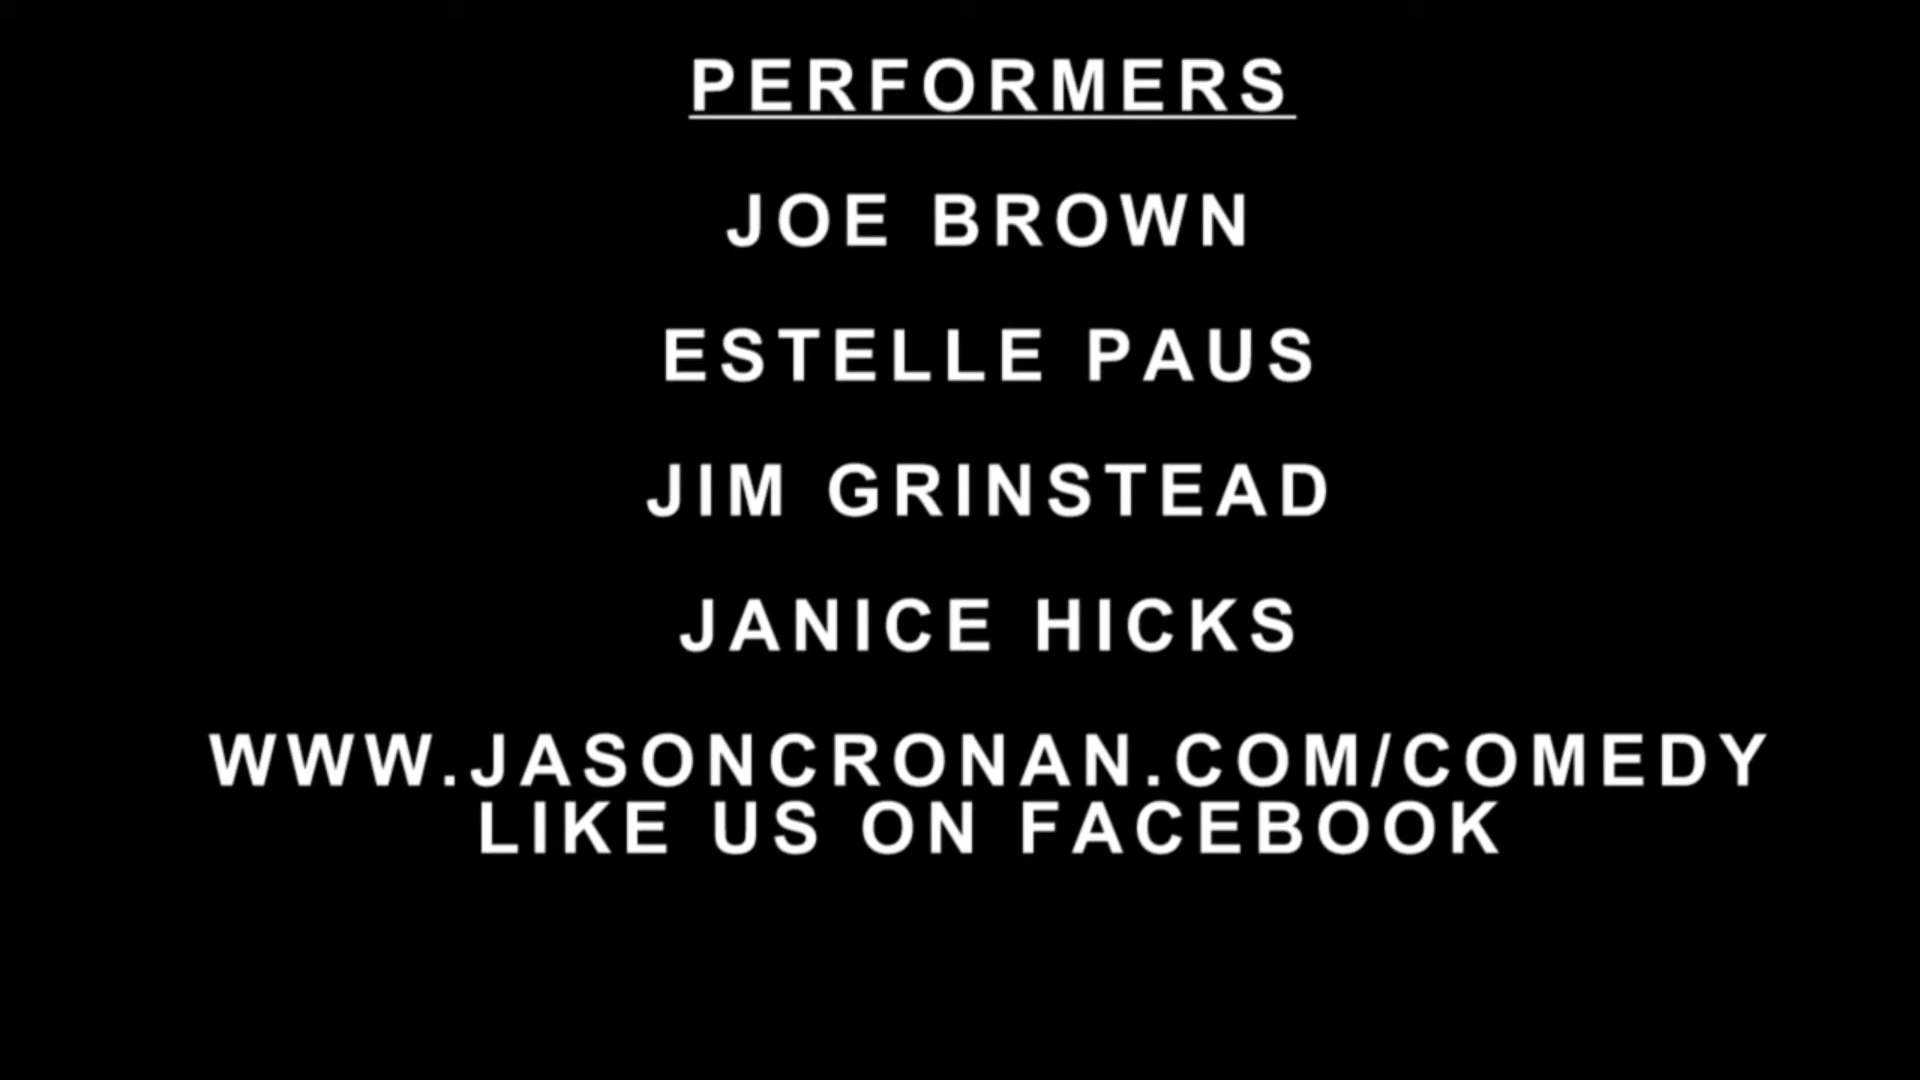 PERFORMERS
JOE BROWN
ESTELLE PAUS
JIM GRINSTEAD
JANICE HICKS
WWW.JASONCRONAN.COM/COMEDY
LIKE US ON FACEBOOK